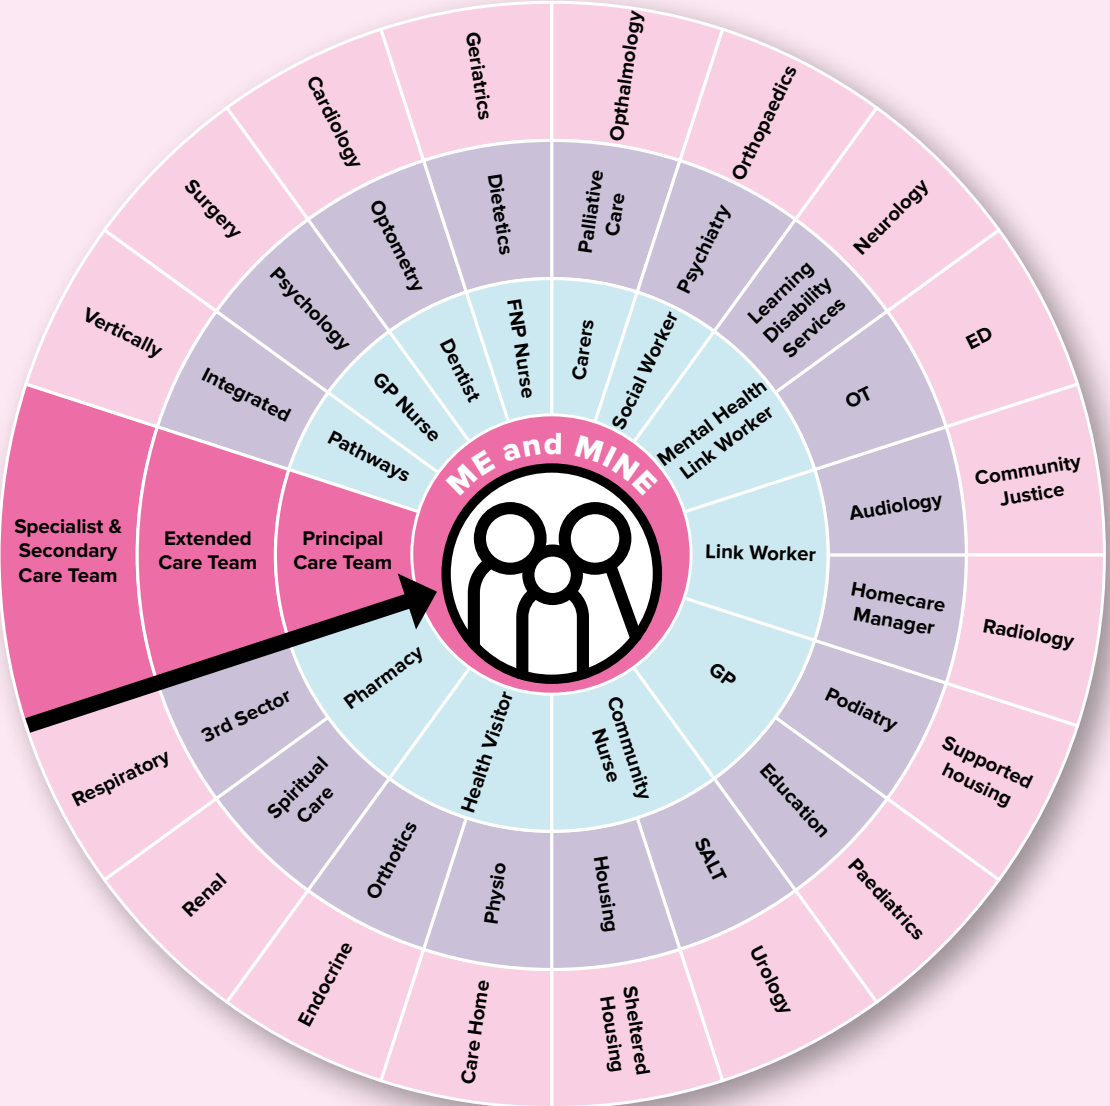 ME and MINE
Principal
Care Team
Pathways
GP Nurse
Dentist
FNP Nurse
Carers
Social Worker
Mental Health
Link Worker
Link Worker
GP
Community
Nurse
Health Visitor
Pharmacy
Extended
Care Team
Integrated
Psychology
Optometry
Dietetics
Palliative
Care
Psychiatry
Learning
Disability
Services
OT
Audiology
Homecare
Manager
Podiatry
Education
SALT
Housing
Physio
Orthotics
Spiritual
Care
3rd Sector
Specialist &
Secondary
Care Team
Vertically
Surgery
Cardiology
Geriatrics
Opthalmology
Orthopaedics
Neurology
ED
Community
Justice
Radiology
Supported
housing
Paediatrics
Urology
Sheltered
Housing
Care Home
Endocrine
Renal
Respiratory